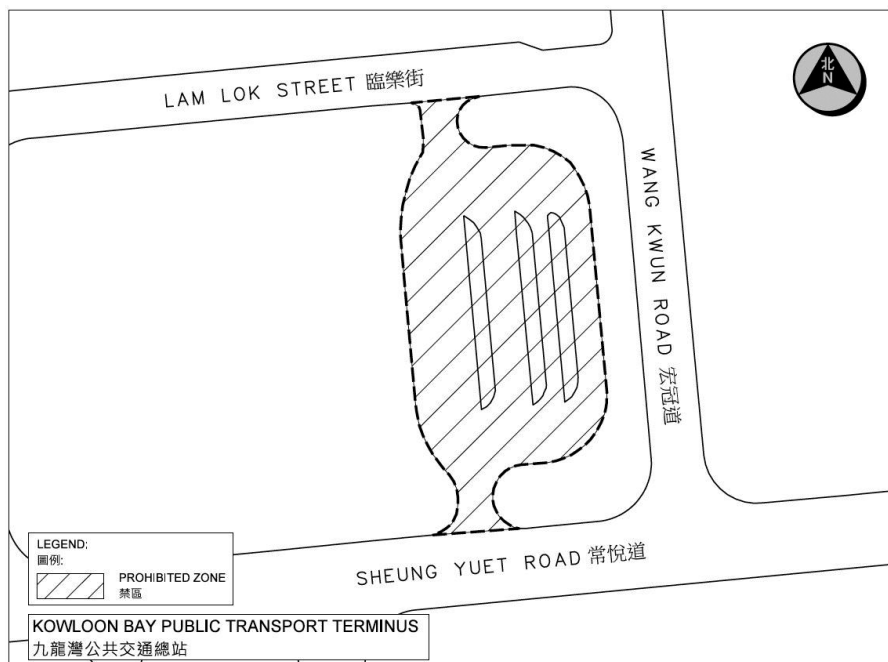 LAM LOK STREET 臨樂街
北
N
WANG KWUN ROAD 宏冠道
SHEUNG YUET ROAD 常悅道
LEGEND:
圖例:
PROHIBITED ZONE
禁區
KOWLOON BAY PUBLIC TRANSPORT TERMINUS
九龍灣公共交通總站